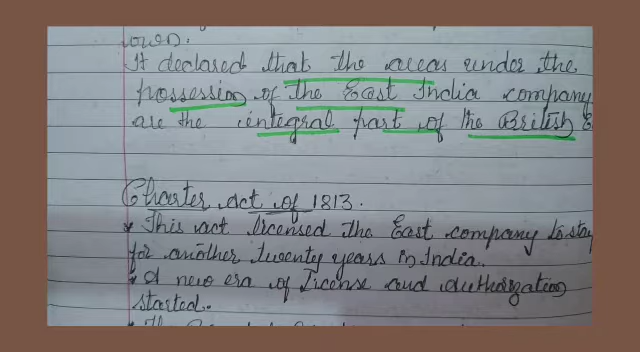 own.
It declared that the areas under the
possession of the East India company
are the integral part of the British
Charter act of 1813.
* This act licensed the East company to stay
for another twenty years in India.
* A new era of License and authorization
started.